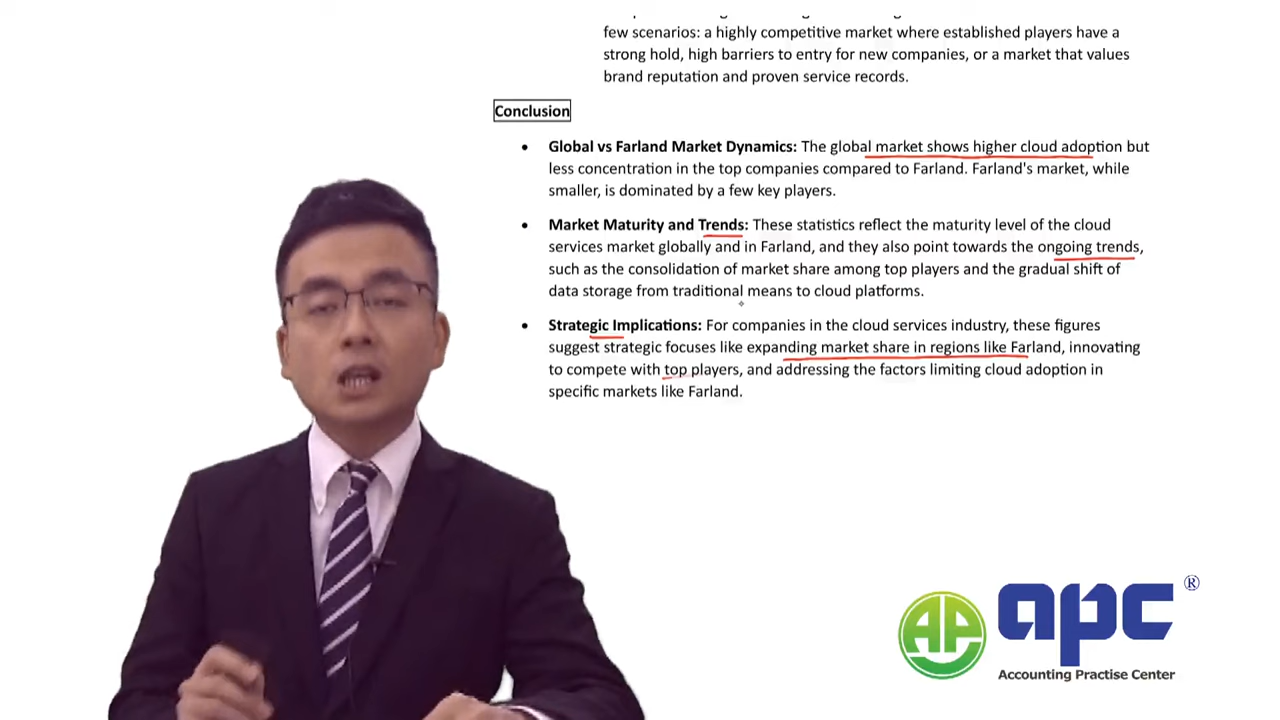 few scenarios: a highly competitive market where established players have a
strong hold, high barriers to entry for new companies, or a market that values
brand reputation and proven service records.
Conclusion
• Global vs Farland Market Dynamics: The global market shows higher cloud adoption but
less concentration in the top companies compared to Farland. Farland's market, while
smaller, is dominated by a few key players.
• Market Maturity and Trends: These statistics reflect the maturity level of the cloud
services market globally and in Farland, and they also point towards the ongoing trends,
such as the consolidation of market share among top players and the gradual shift of
data storage from traditional means to cloud platforms.
• Strategic Implications: For companies in the cloud services industry, these figures
suggest strategic focuses like expanding market share in regions like Farland, innovating
to compete with top players, and addressing the factors limiting cloud adoption in
specific markets like Farland.
AP
apc ®
Accounting Practise Center